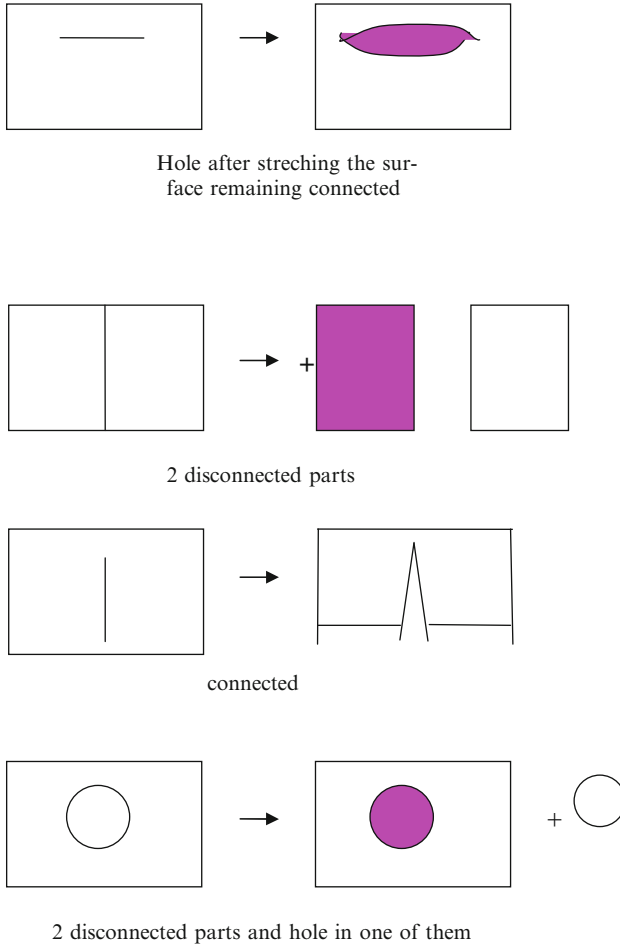 Hole after streching the sur-
face remaining connected
+
2 disconnected parts
connected
+
2 disconnected parts and hole in one of them